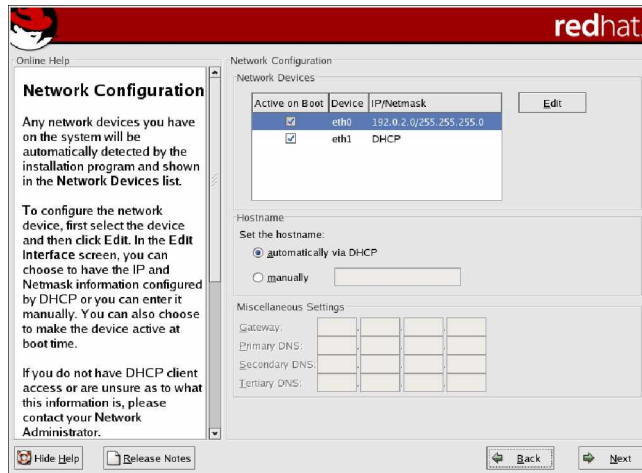 redhat.
Online Help
Network Configuration
Any network devices you have
on the system will be
automatically detected by the
installation program and shown
in the Network Devices list.
To configure the network
device, first select the device
and then click Edit. In the Edit
Interface screen, you can
choose to have the IP and
Netmask information configured
by DHCP or you can enter it
manually. You can also choose
to make the device active at
boot time.
If you do not have DHCP client
access or are unsure as to what
this information is, please
contact your Network
Administrator.
Network Configuration
Network Devices
Active on Boot Device IP/Netmask
eth0 192.0.2.0/255.255.255.0
eth1 DHCP
Edit
Hostname
Set the hostname:
automatically via DHCP
manually
Miscellaneous Settings
Gateway:
Primary DNS:
Secondary DNS:
Tertiary DNS:
Hide Help
Release Notes
Back
Next